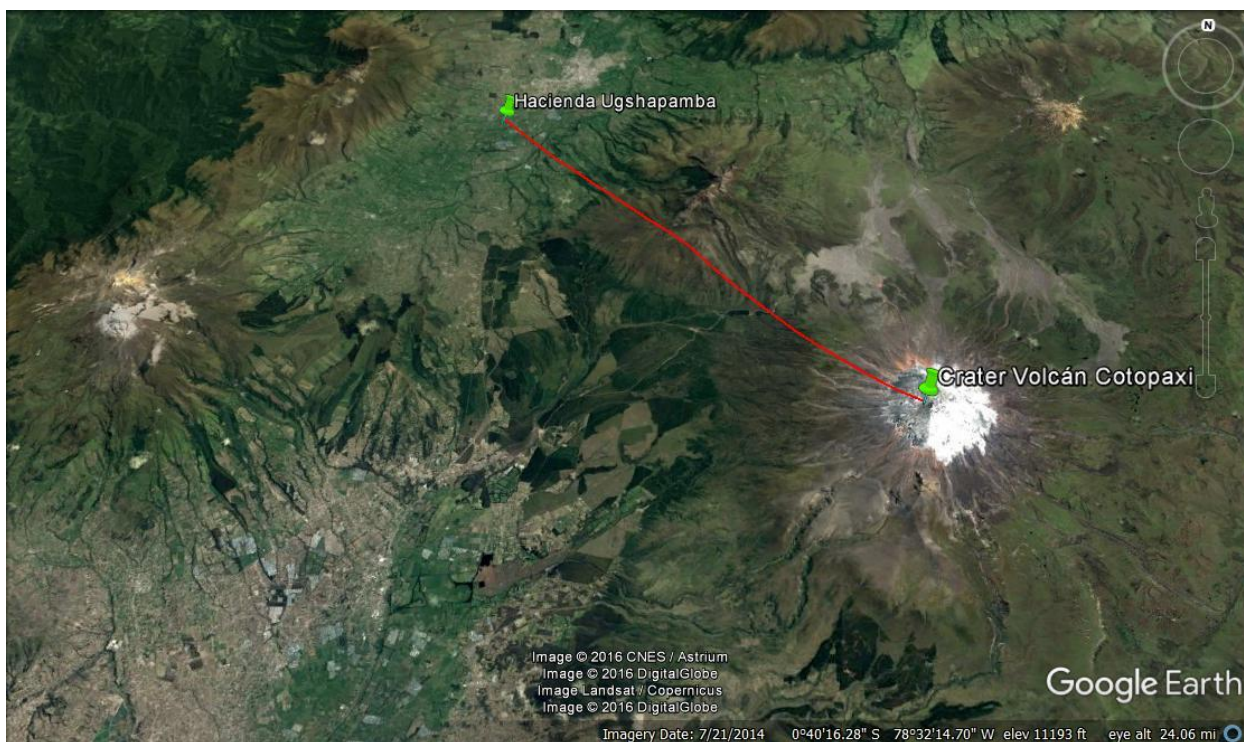 N
Hacienda Ugshapamba
Crater Volcán Cotopaxi
Image © 2016 CNES / Astrium
Image © 2016 DigitalGlobe
Image Landsat / Copernicus
Image © 2016 DigitalGlobe
Google Earth
Imagery Date: 7/21/2014 0°40'16.28" S 78°32'14.70" W elev 11193 ft eye alt 24.06 mi